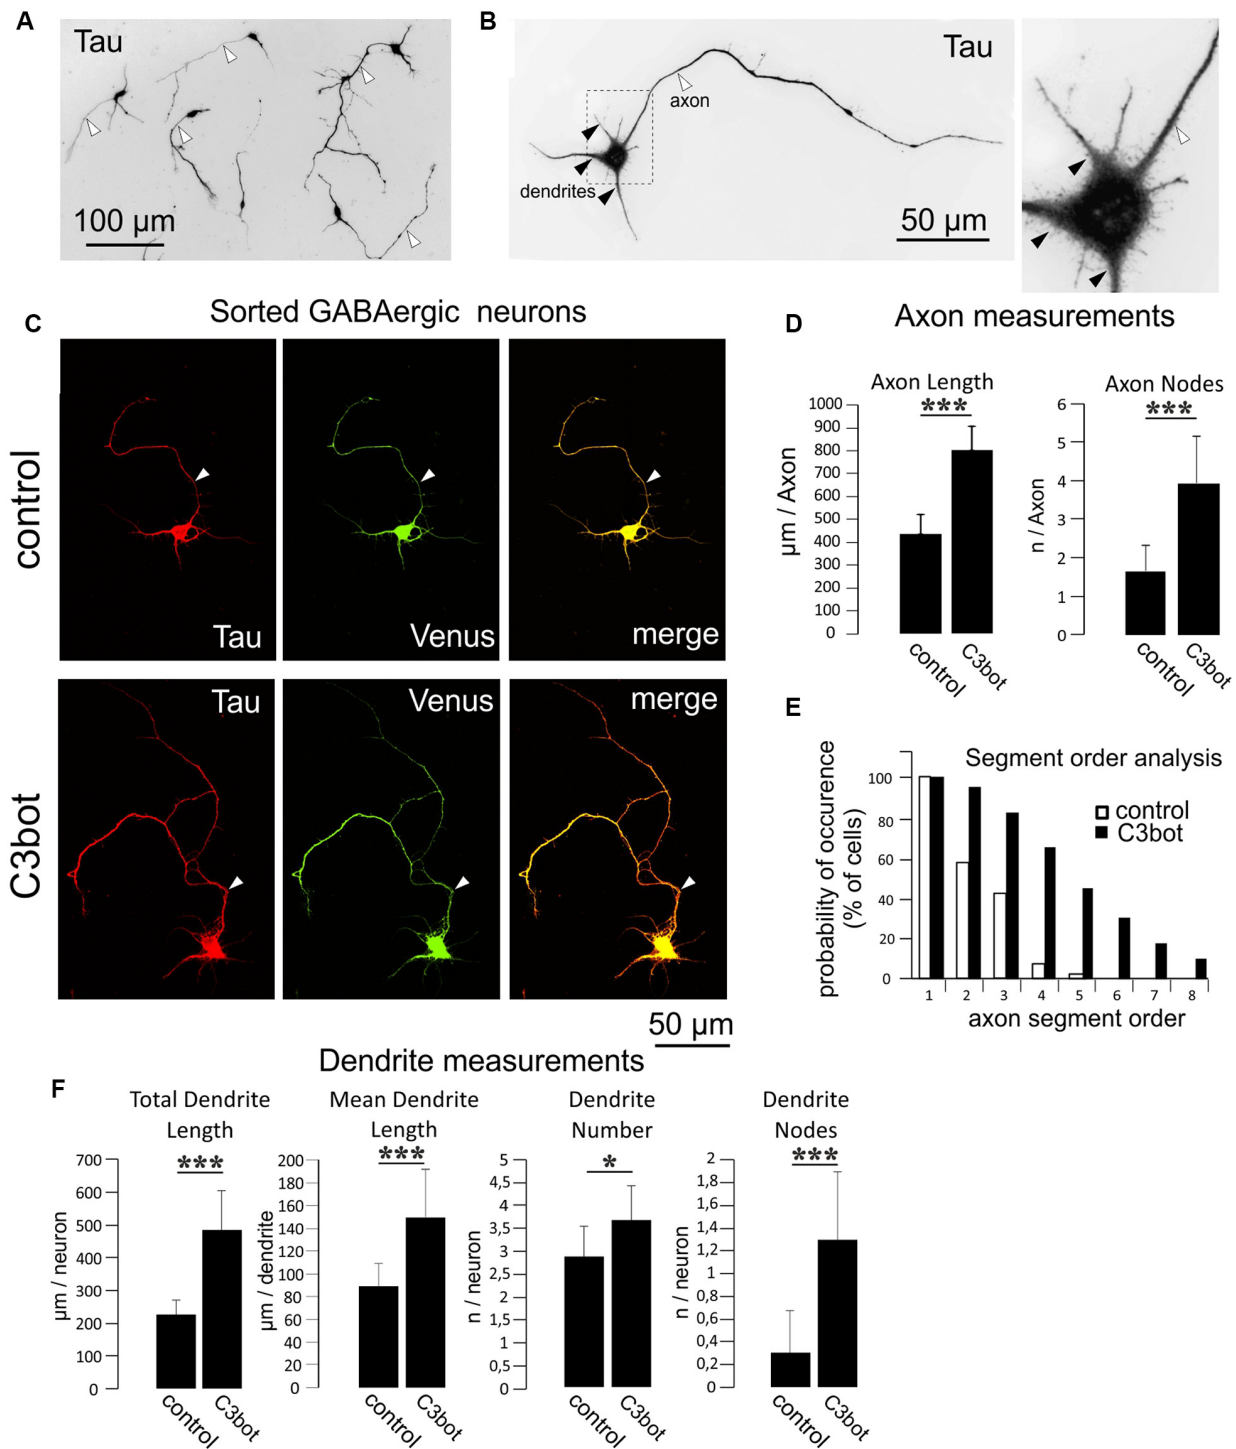 A
Tau
100 µm
B
Tau
axon
dendrites
50 µm
C
Sorted GABAergic neurons
control
Tau
Venus
merge
C3bot
Tau
Venus
merge
50 µm
D
Axon measurements
Axon Length
***
µm / Axon
1000
900
800
700
600
500
400
300
200
100
0
control
C3bot
Axon Nodes
***
n / Axon
6
5
4
3
2
1
0
control
C3bot
E
Segment order analysis
probability of occurence
(% of cells)
100
80
60
40
20
0
control
C3bot
1 2 3 4 5 6 7 8
axon segment order
Dendrite measurements
F
Total Dendrite
Length
***
µm / neuron
700
600
500
400
300
200
100
0
control
C3bot
Mean Dendrite
Length
***
µm / dendrite
200
180
160
140
120
100
80
60
40
20
0
control
C3bot
Dendrite
Number
*
n / neuron
5
4,5
4
3,5
3
2,5
2
1,5
1
0,5
0
control
C3bot
Dendrite
Nodes
***
n / neuron
2
1,8
1,6
1,4
1,2
1
0,8
0,6
0,4
0,2
0
control
C3bot